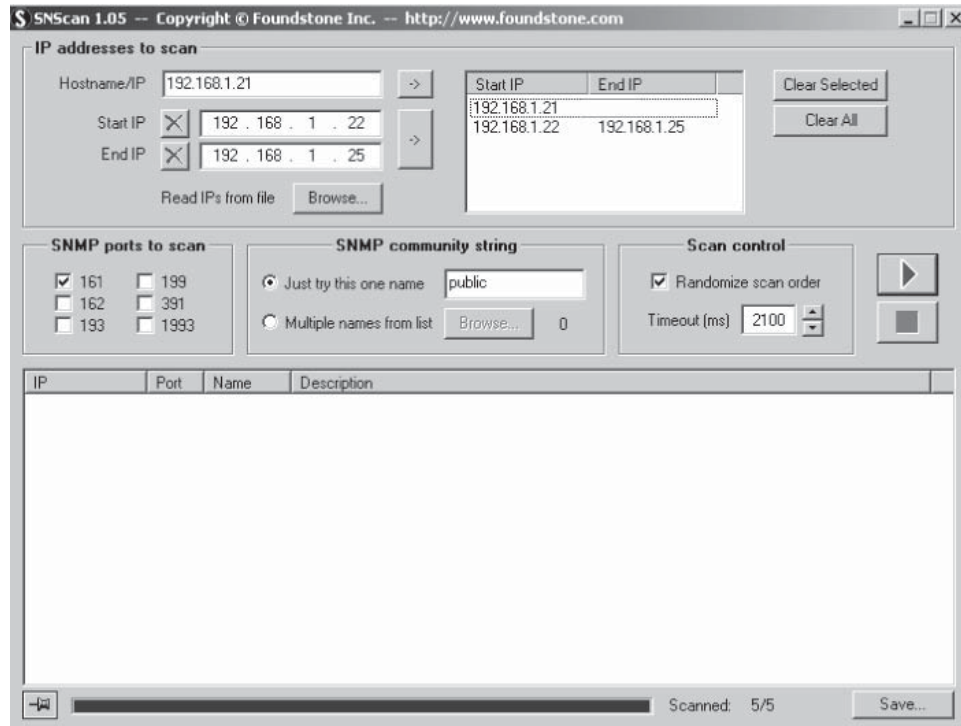 SNScan 1.05 -- Copyright © Foundstone Inc. -- http://www.foundstone.com
IP addresses to scan
Hostname/IP 192.168.1.21 ->
Start IP 192 . 168 . 1 . 22
End IP 192 . 168 . 1 . 25
->
Read IPs from file Browse...
Start IP End IP
192.168.1.21
192.168.1.22 192.168.1.25
Clear Selected
Clear All
SNMP ports to scan
161 199
162 391
193 1993
SNMP community string
Just try this one name public
Multiple names from list Browse... 0
Scan control
Randomize scan order
Timeout (ms) 2100
IP Port Name Description
Scanned: 5/5 Save...